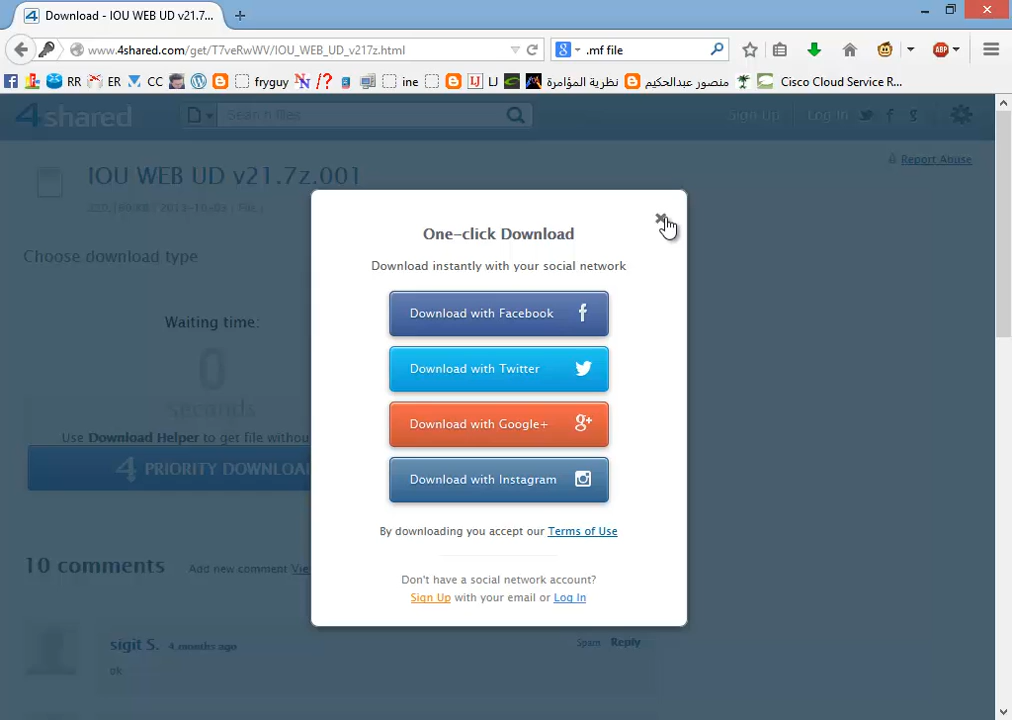 Download - IOU WEB UD v21.7...
www.4shared.com/get/T7veRwWV/IOU_WEB_UD_v217z.html
.mf file
RR ER CC fryguy ine LJ نظرية المؤامرة منصور عبدالحكيم Cisco Cloud Service R...
4shared
Search files
Sign Up Log In
Report Abuse
IOU WEB UD v21.7z.001
Choose download type
Waiting time:
0
seconds
Use Download Helper to get file withou
PRIORITY DOWNLOA
One-click Download
Download instantly with your social network
Download with Facebook
Download with Twitter
Download with Google+
Download with Instagram
By downloading you accept our Terms of Use
Don't have a social network account?
Sign Up with your email or Log In
10 comments Add new comment Vie
sigit S. 4 months ago Spam Reply
ok